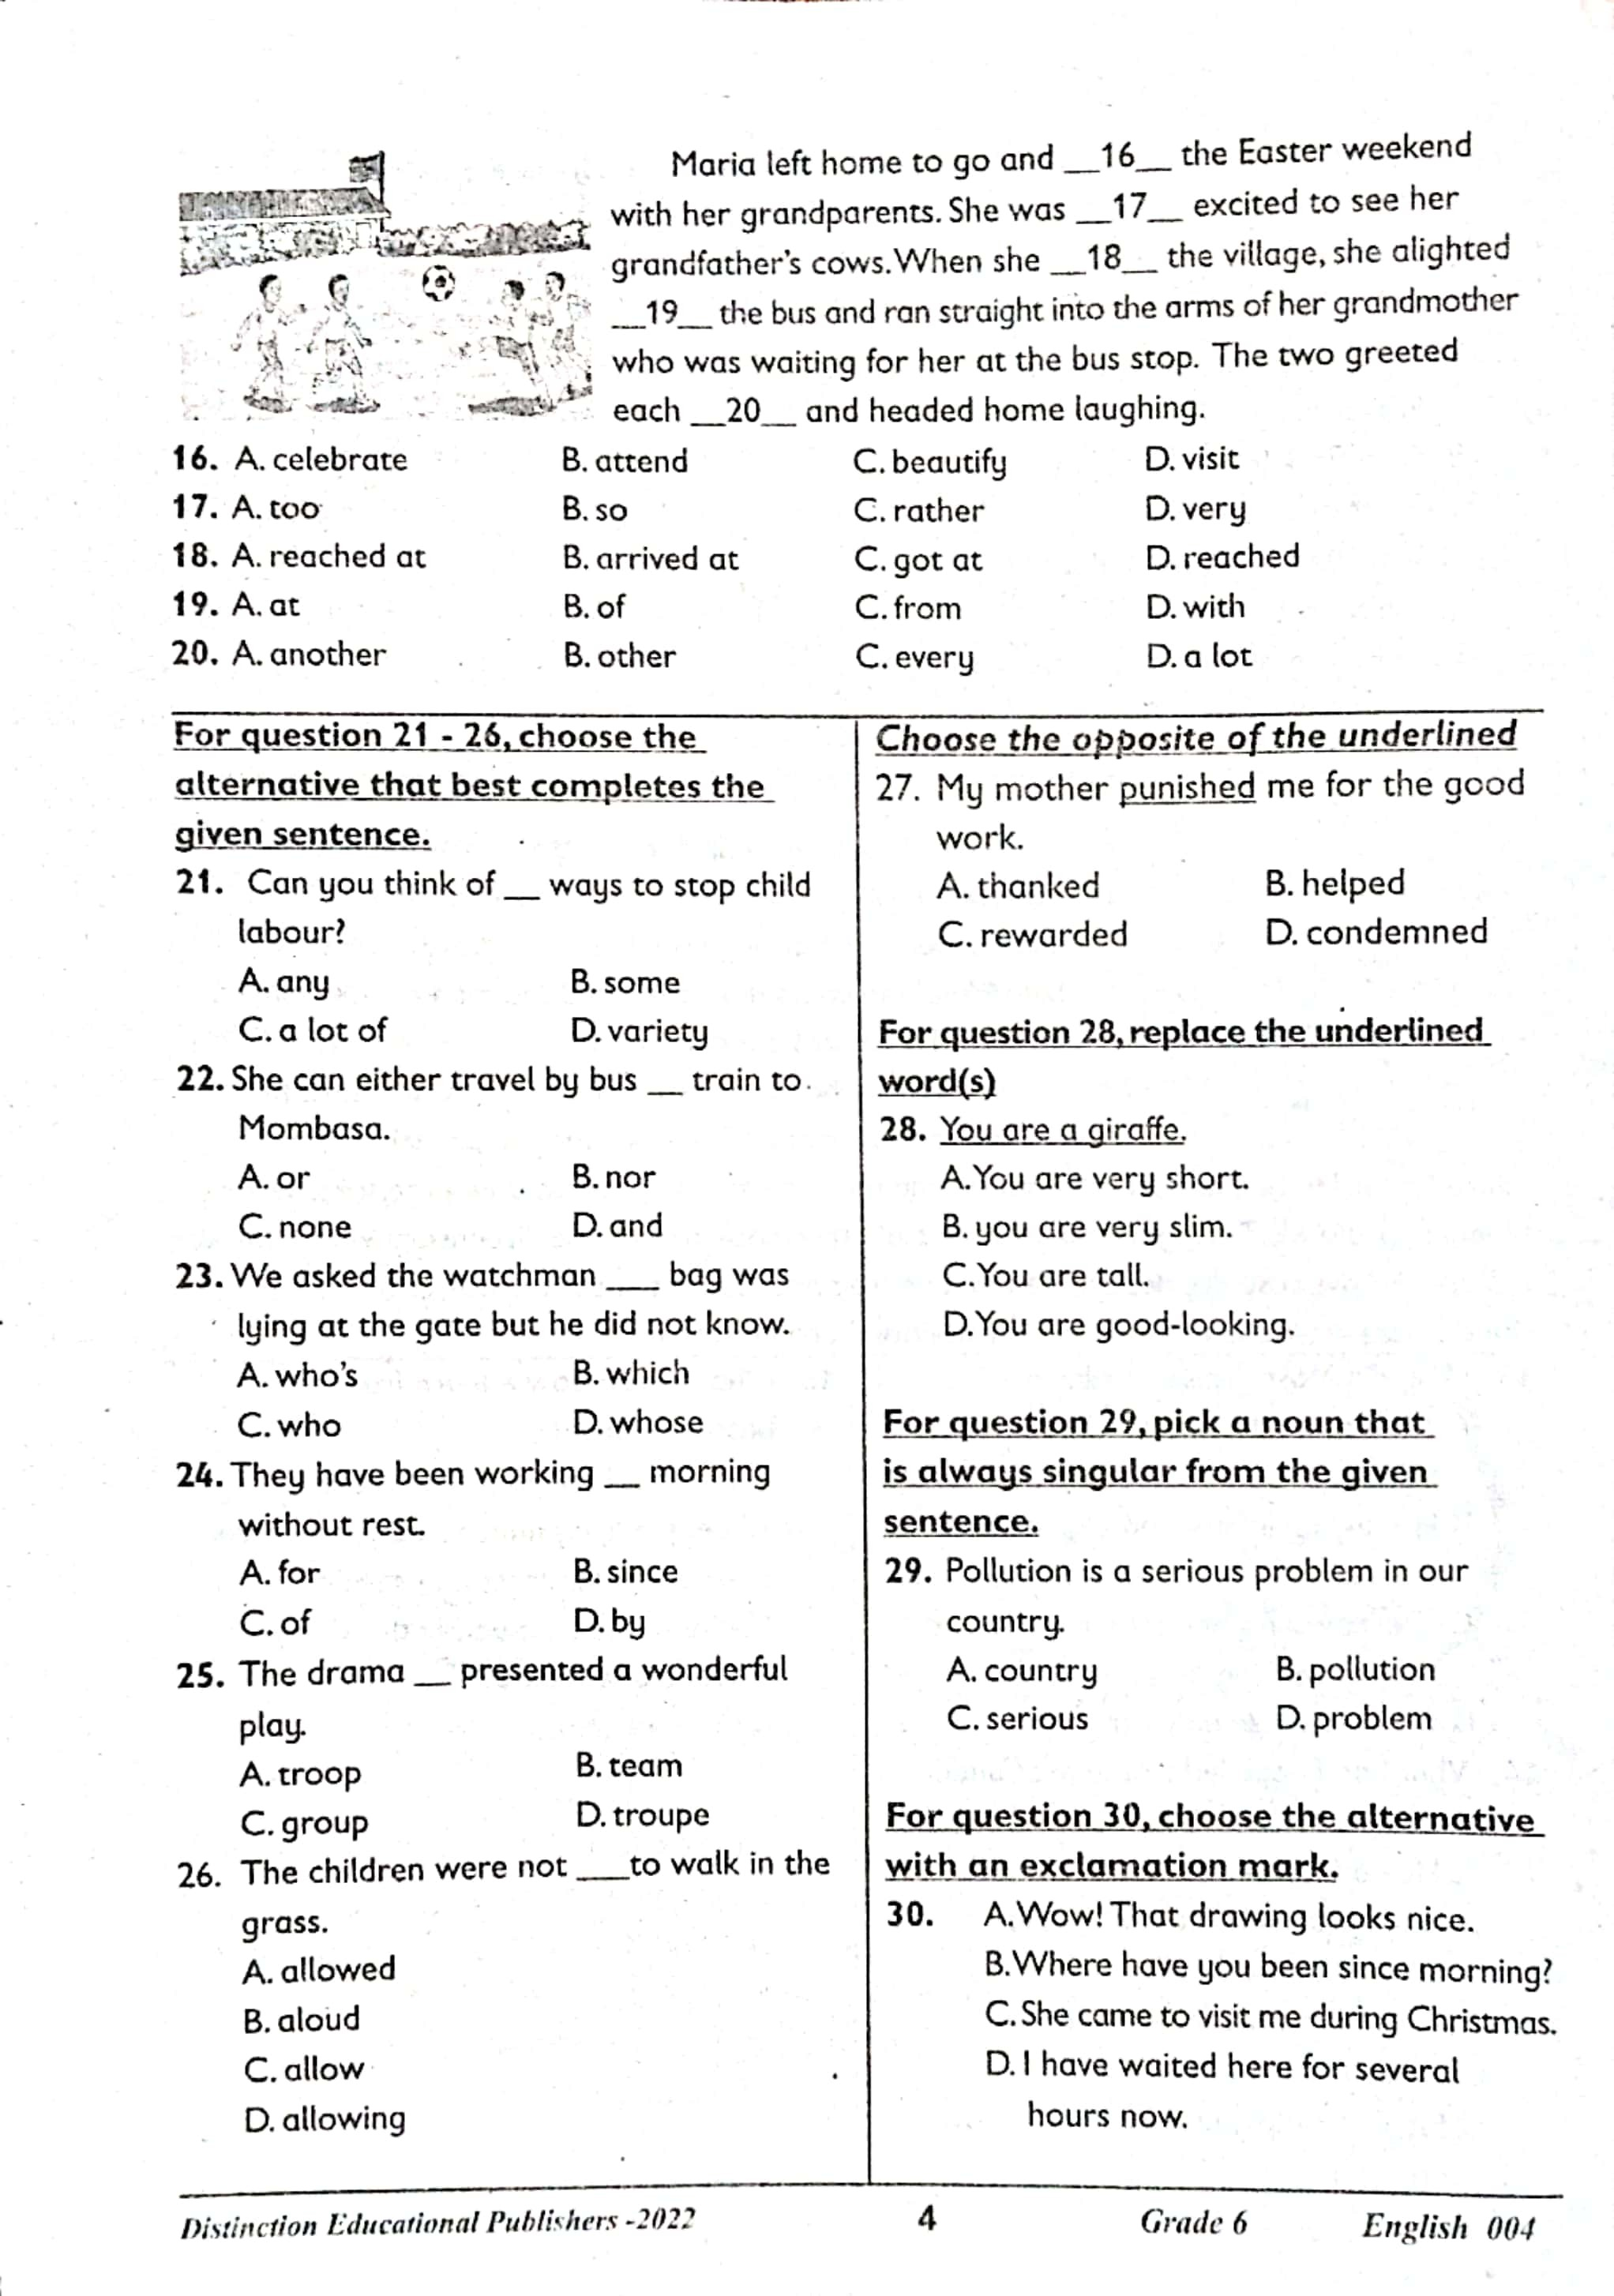 Maria left home to go and __16__ the Easter weekend
with her grandparents. She was __17__ excited to see her
grandfather's cows. When she __18__ the village, she alighted
__19__ the bus and ran straight into the arms of her grandmother
who was waiting for her at the bus stop. The two greeted
each __20__ and headed home laughing.
16. A. celebrate B. attend C. beautify D. visit
17. A. too B. so C. rather D. very
18. A. reached at B. arrived at C. got at D. reached
19. A. at B. of C. from D. with
20. A. another B. other C. every D. a lot
For question 21 - 26, choose the
alternative that best completes the
given sentence.
21. Can you think of __ ways to stop child
labour?
A. any B. some
C. a lot of D. variety
22. She can either travel by bus __ train to
Mombasa.
A. or B. nor
C. none D. and
23. We asked the watchman ___ bag was
lying at the gate but he did not know.
A. who's B. which
C. who D. whose
24. They have been working __ morning
without rest.
A. for B. since
C. of D. by
25. The drama __ presented a wonderful
play.
A. troop B. team
C. group D. troupe
26. The children were not ___to walk in the
grass.
A. allowed
B. aloud
C. allow
D. allowing
Choose the opposite of the underlined
27. My mother punished me for the good
work.
A. thanked B. helped
C. rewarded D. condemned
For question 28, replace the underlined
word(s)
28. You are a giraffe.
A. You are very short.
B. you are very slim.
C. You are tall.
D. You are good-looking.
For question 29, pick a noun that
is always singular from the given
sentence.
29. Pollution is a serious problem in our
country.
A. country B. pollution
C. serious D. problem
For question 30, choose the alternative
with an exclamation mark.
30. A. Wow! That drawing looks nice.
B. Where have you been since morning?
C. She came to visit me during Christmas.
D. I have waited here for several
hours now.
Distinction Educational Publishers -2022 4 Grade 6 English 004